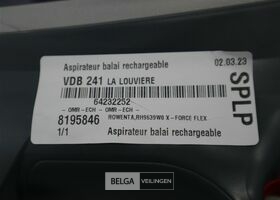 Aspirateur balai rechargeable
02.03.23
VDB 241 LA LOUVIERE
64232252
- OMR-ECH - - OMR-ECH -
8195846 ROWENTA,RH9639W0 X - FORCE FLEX
1/1 Aspirateur balai rechargeable
SPLP
BELGA VEILINGEN